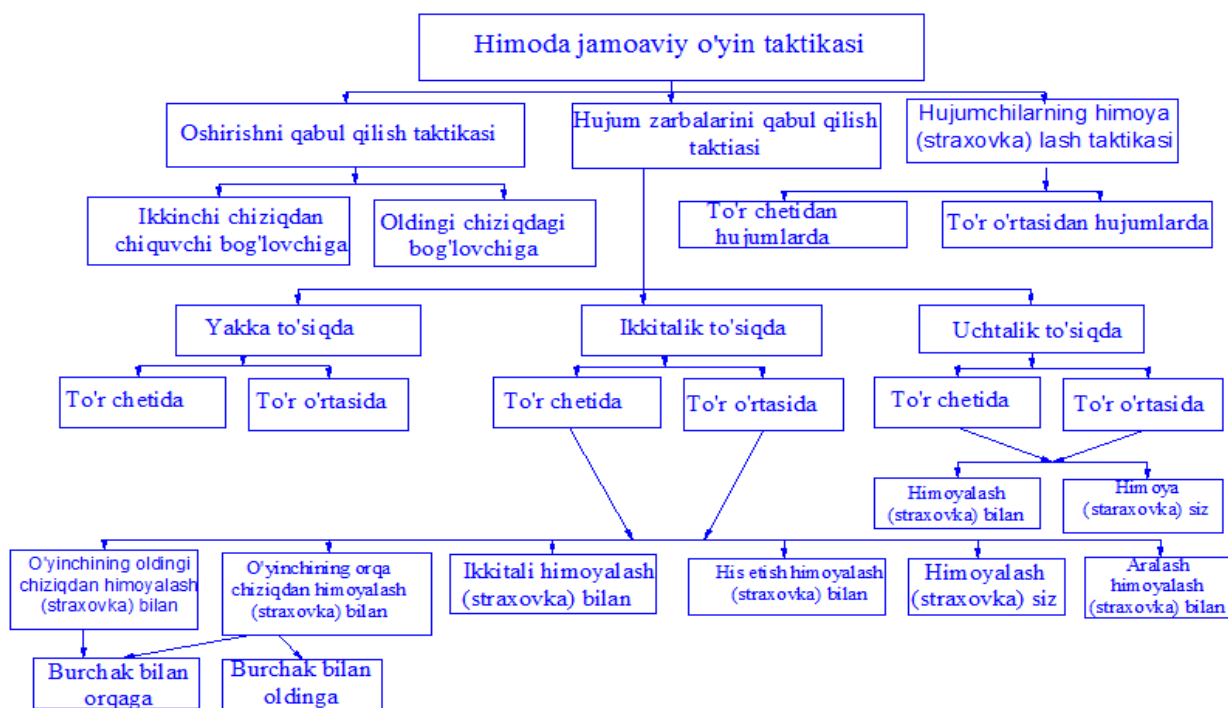 Himoda jamoaviy o'yin taktikasi
Oshirishni qabul qilish taktikasi
Hujum zarbalarini qabul qilish
taktiasi
Hujumchilarning himoya
(straxovka) lash taktikasi
Ikkinchi chiziqdan
chiquvchi bog'lovchiga
Oldingi chiziqdagi
bog'lovchiga
To'r chetidan
hujumlarda
To'r o'rtasidan hujumlarda
Yakka to'siqda
Ikkitalik to'siqda
Uchtalik to'siqda
To'r chetida
To'r o'rtasida
To'r chetida
To'r o'rtasida
To'r chetida
To'r o'rtasida
Himoyalash
(straxovka) bilan
Himoya
(staraxovka) siz
O'yinchining oldingi
chiziqdan himoyalash
(straxovka) bilan
O'yinchining orqa
chiziqdan himoyalash
(straxovka) bilan
Ikkitali himoyalash
(straxovka) bilan
His etish himoyalash
(straxovka) bilan
Himoyalash
(straxovka) siz
Aralash
himoyalash
(straxovka) bilan
Burchak bilan
orqaga
Burchak bilan
oldinga